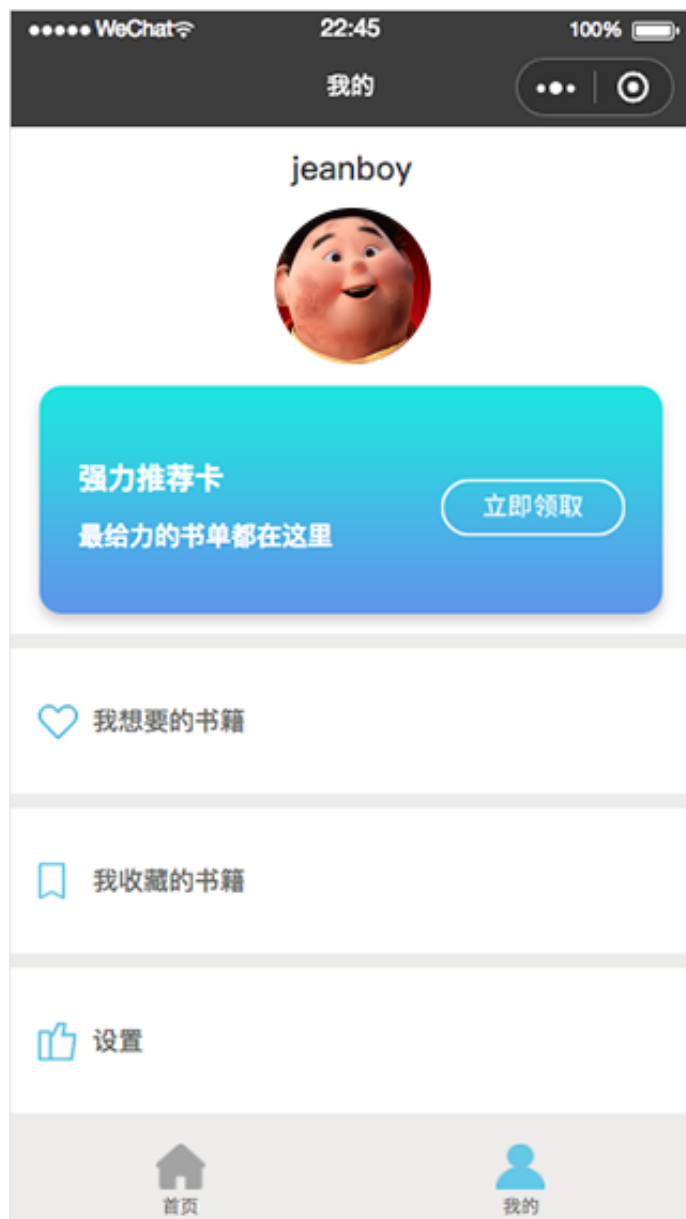 WeChat
22:45
100%
我的
jeanboy
强力推荐卡
最给力的书单都在这里
立即领取
我想要的书籍
我收藏的书籍
设置
首页
我的